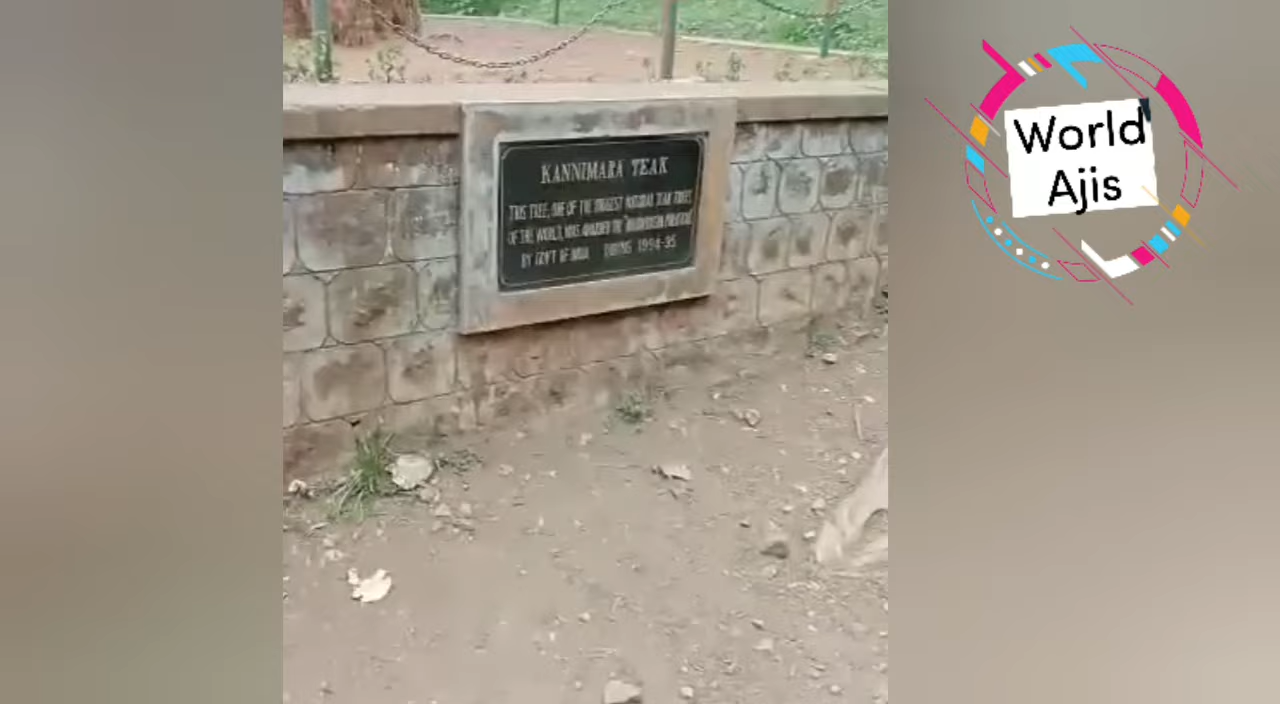 KANNIMARA TEAK
THIS TREE, ONE OF THE BIGGEST NATURAL TEAK TREES
OF THE WORLD, WAS AWARDED THE
BY GOVT OF INDIA DURING 1994-95
World
Ajis